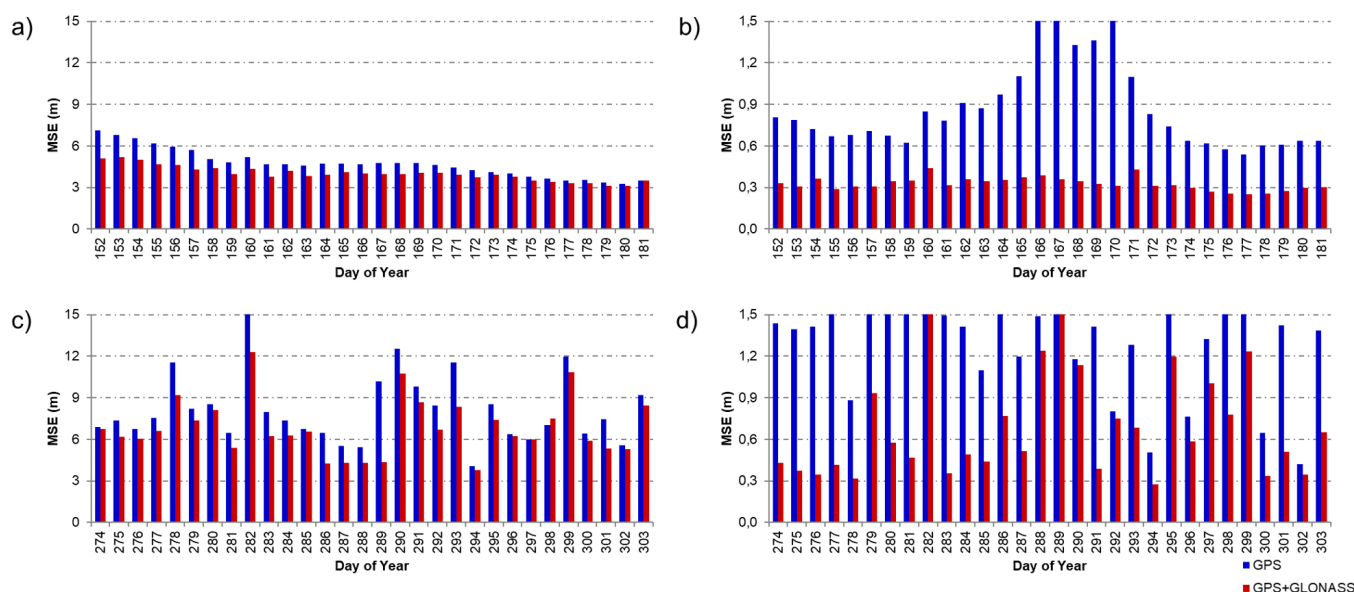 a)
MSE (m)
15
12
9
6
3
0
152 153 154 155 156 157 158 159 160 161 162 163 164 165 166 167 168 169 170 171 172 173 174 175 176 177 178 179 180 181
Day of Year
b)
MSE (m)
1,5
1,2
0,9
0,6
0,3
0,0
152 153 154 155 156 157 158 159 160 161 162 163 164 165 166 167 168 169 170 171 172 173 174 175 176 177 178 179 180 181
Day of Year
c)
MSE (m)
15
12
9
6
3
0
274 275 276 277 278 279 280 281 282 283 284 285 286 287 288 289 290 291 292 293 294 295 296 297 298 299 300 301 302 303
Day of Year
d)
MSE (m)
1,5
1,2
0,9
0,6
0,3
0,0
274 275 276 277 278 279 280 281 282 283 284 285 286 287 288 289 290 291 292 293 294 295 296 297 298 299 300 301 302 303
Day of Year
GPS
GPS+GLONASS